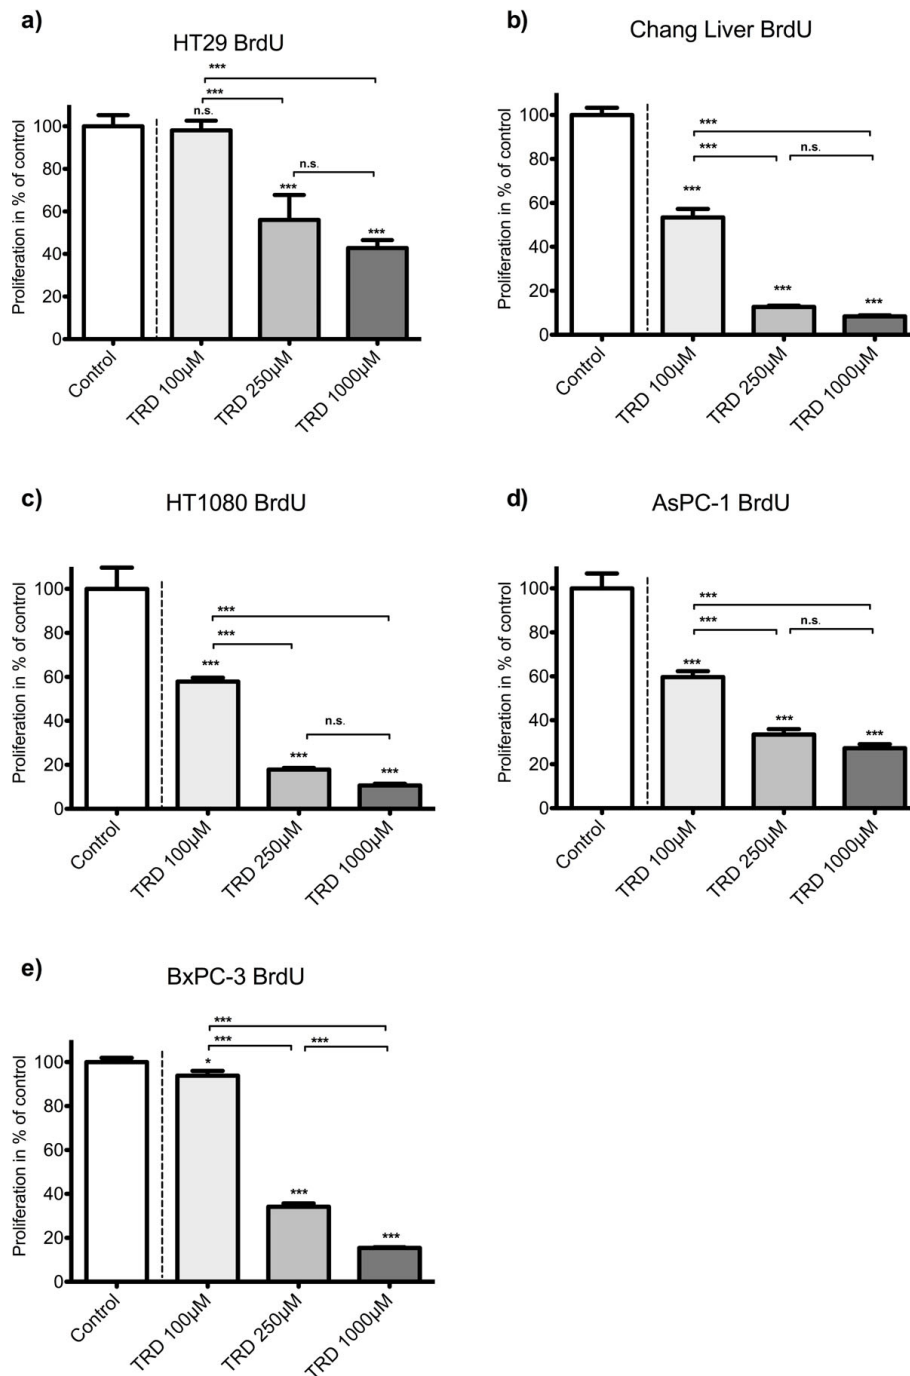 a)
HT29 BrdU
Proliferation in % of control
100
80
60
40
20
0
***
***
n.s.
n.s.
***
***
Control
TRD 100µM
TRD 250µM
TRD 1000µM
b)
Chang Liver BrdU
Proliferation in % of control
100
80
60
40
20
0
***
***
n.s.
***
***
***
Control
TRD 100µM
TRD 250µM
TRD 1000µM
c)
HT1080 BrdU
Proliferation in % of control
100
80
60
40
20
0
***
***
***
n.s.
***
***
Control
TRD 100µM
TRD 250µM
TRD 1000µM
d)
AsPC-1 BrdU
Proliferation in % of control
100
80
60
40
20
0
***
***
n.s.
***
***
***
Control
TRD 100µM
TRD 250µM
TRD 1000µM
e)
BxPC-3 BrdU
Proliferation in % of control
100
80
60
40
20
0
***
***
***
*
***
***
Control
TRD 100µM
TRD 250µM
TRD 1000µM